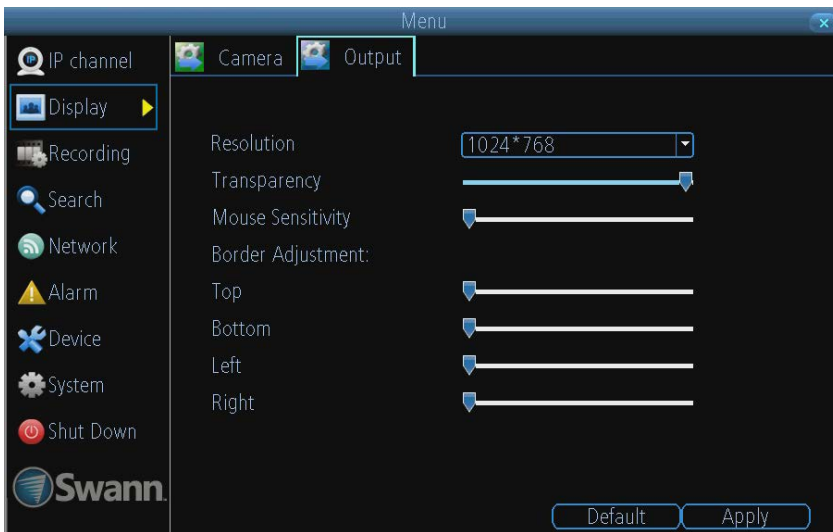 Menu
IP channel
Display
Recording
Search
Network
Alarm
Device
System
Shut Down
Swann
Camera
Output
Resolution
1024*768
Transparency
Mouse Sensitivity
Border Adjustment:
Top
Bottom
Left
Right
Default
Apply